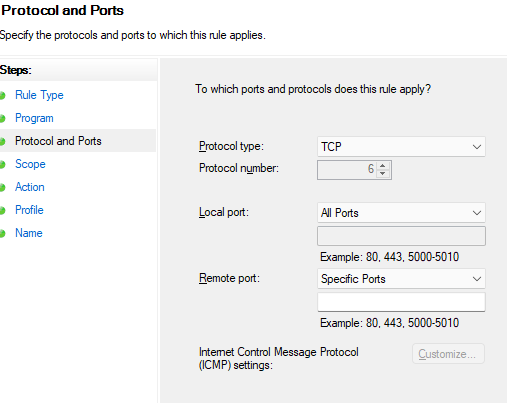 Protocol and Ports
Specify the protocols and ports to which this rule applies.
Steps:
Rule Type
Program
Protocol and Ports
Scope
Action
Profile
Name
To which ports and protocols does this rule apply?
Protocol type: TCP
Protocol number: 6
Local port: All Ports
Example: 80, 443, 5000-5010
Remote port: Specific Ports
Example: 80, 443, 5000-5010
Internet Control Message Protocol
(ICMP) settings: Customize...